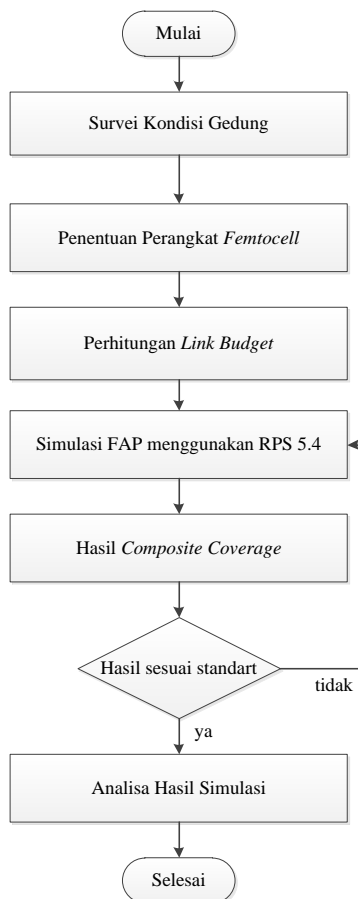 Mulai
Survei Kondisi Gedung
Penentuan Perangkat Femtocell
Perhitungan Link Budget
Simulasi FAP menggunakan RPS 5.4
Hasil Composite Coverage
Hasil sesuai standart
tidak
ya
Analisa Hasil Simulasi
Selesai